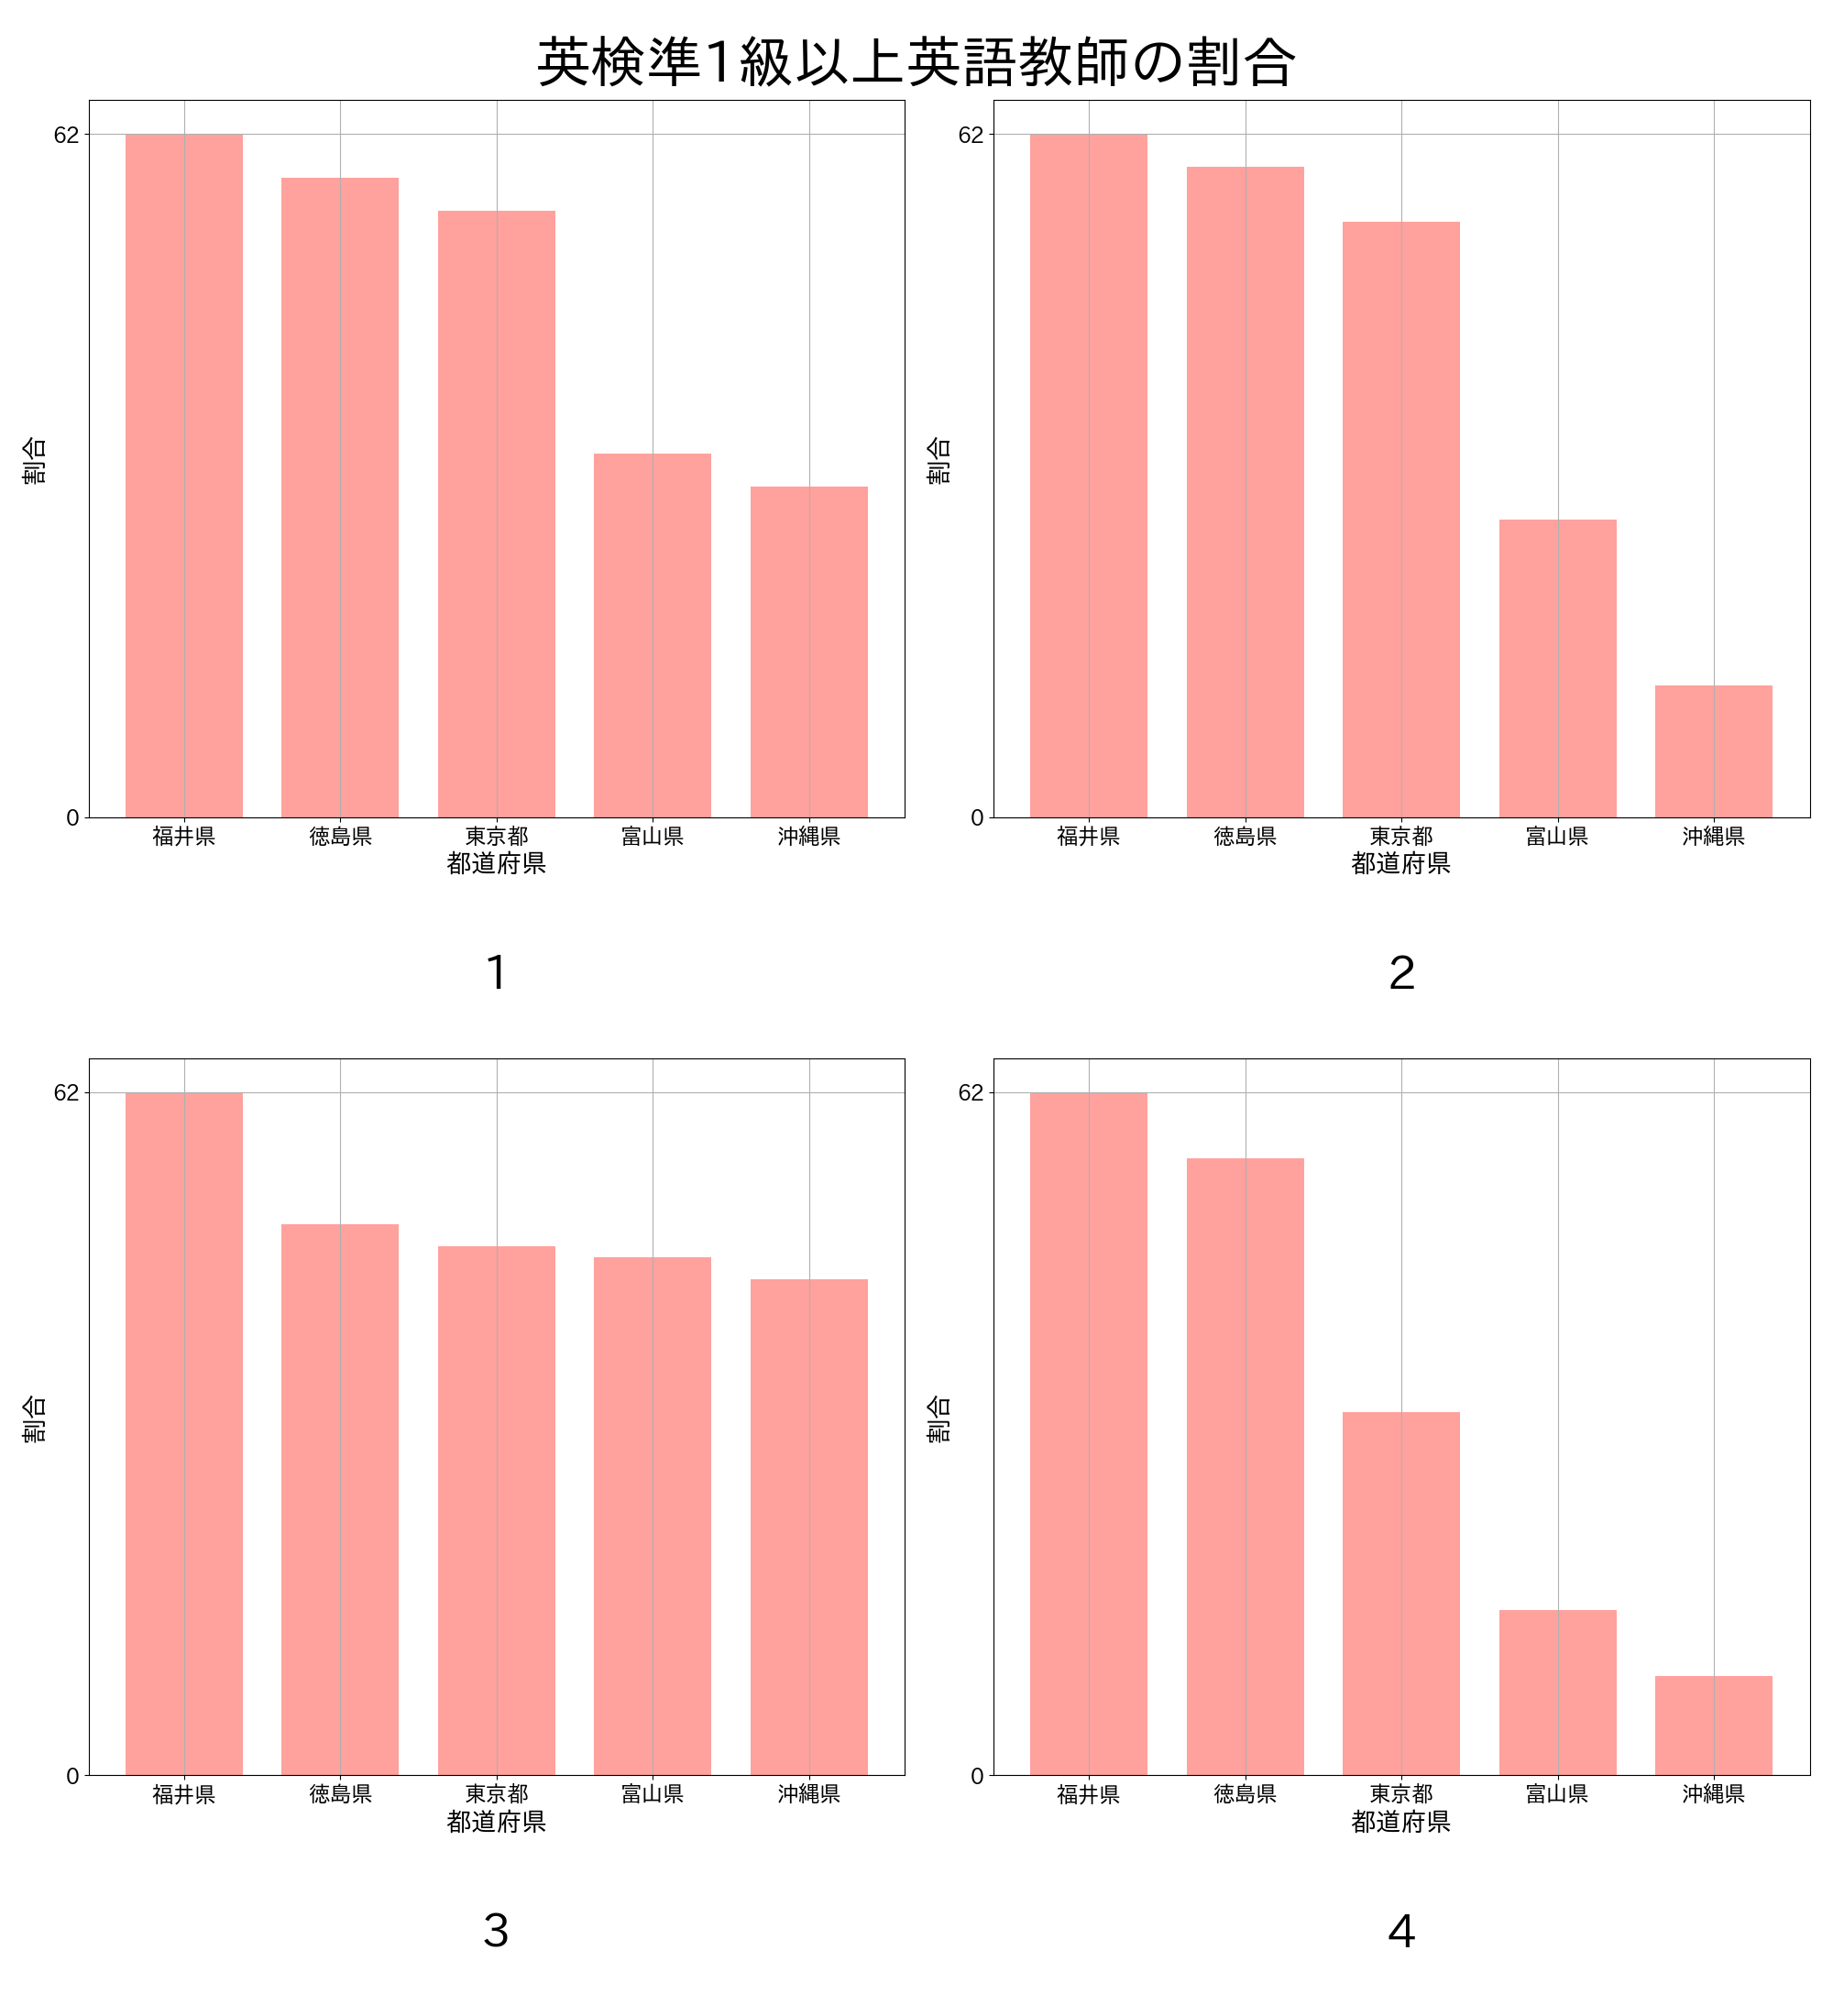 英検準1級以上英語教師の割合
62
0
割合
福井県 徳島県 東京都 富山県 沖縄県
都道府県
1
62
0
割合
福井県 徳島県 東京都 富山県 沖縄県
都道府県
2
62
0
割合
福井県 徳島県 東京都 富山県 沖縄県
都道府県
3
62
0
割合
福井県 徳島県 東京都 富山県 沖縄県
都道府県
4